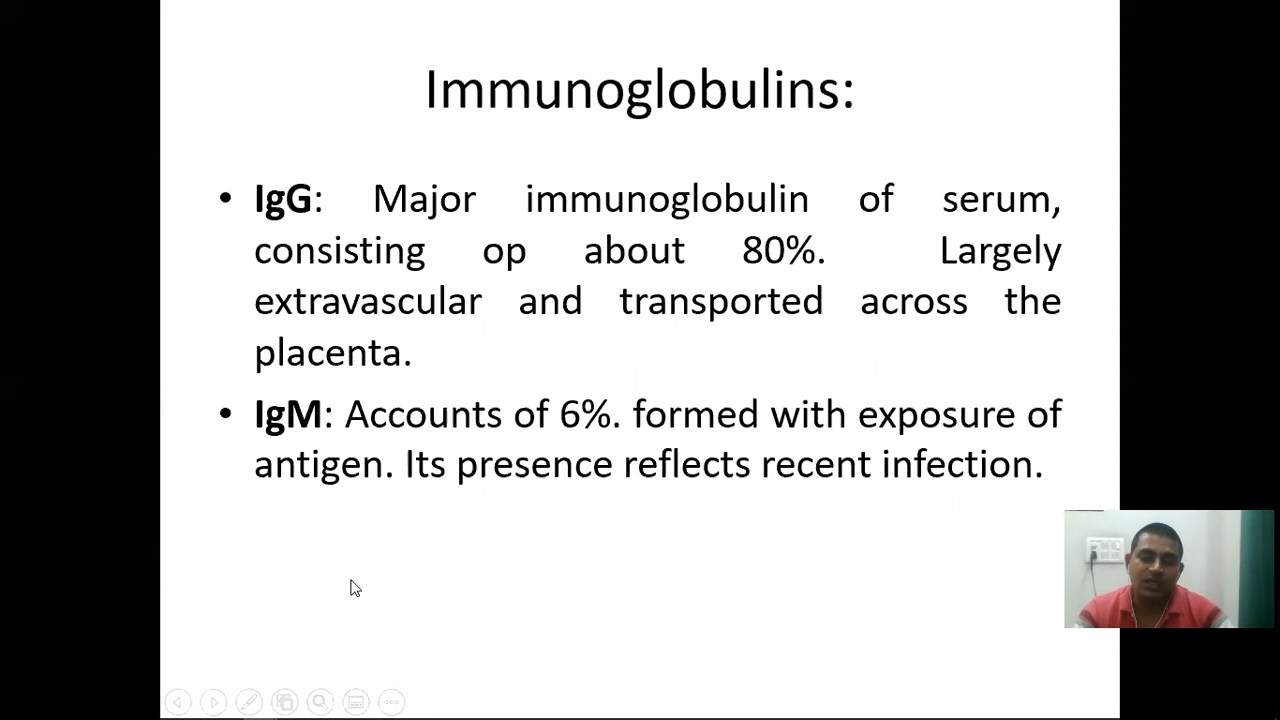 Immunoglobulins:
• IgG: Major immunoglobulin of serum,
consisting op about 80%. Largely
extravascular and transported across the
placenta.
• IgM: Accounts of 6%. formed with exposure of
antigen. Its presence reflects recent infection.